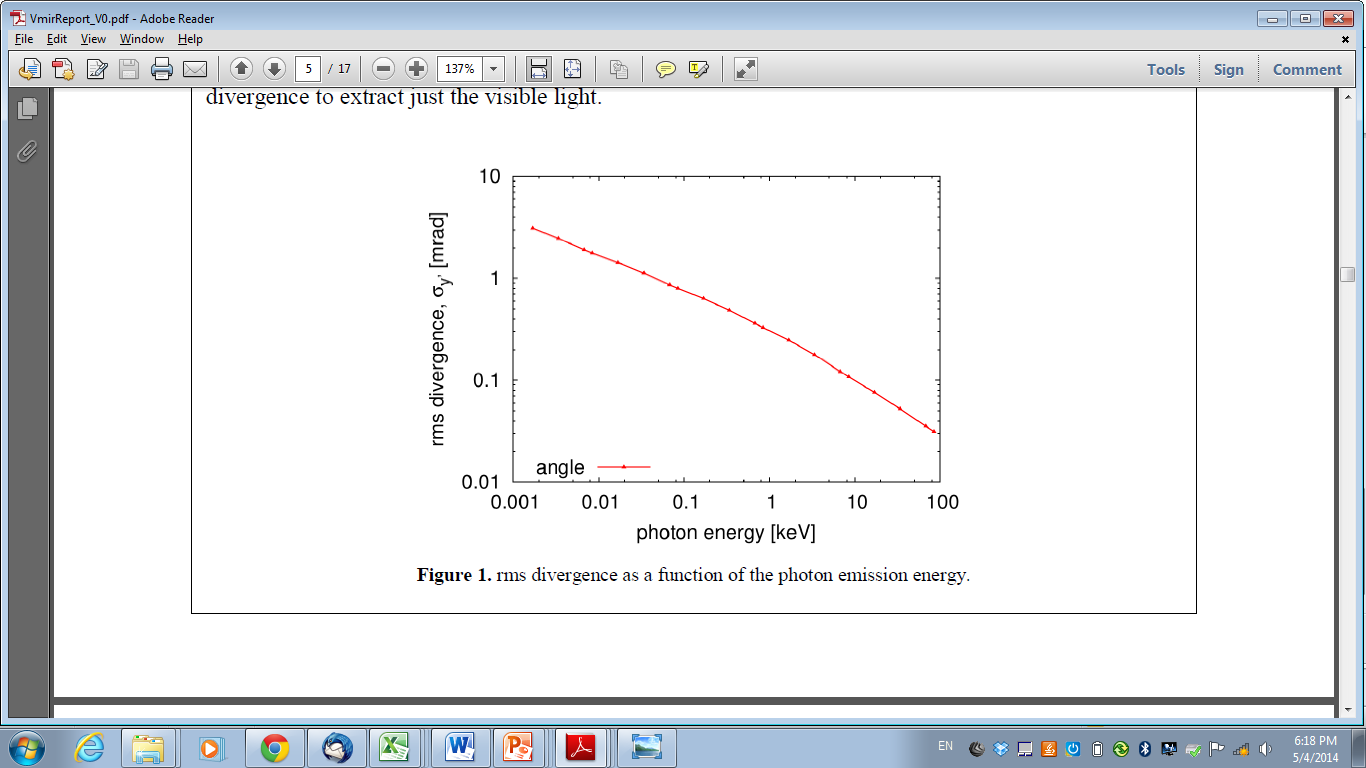 VmirReport_V0.pdf - Adobe Reader
File Edit View Window Help
5 / 17 137% Tools Sign Comment
divergence to extract just the visible light.
10
1
0.1
0.01
rms divergence, σy' [mrad]
angle
0.001 0.01 0.1 1 10 100
photon energy [keV]
Figure 1. rms divergence as a function of the photon emission energy.
EN
6:18 PM
5/4/2014